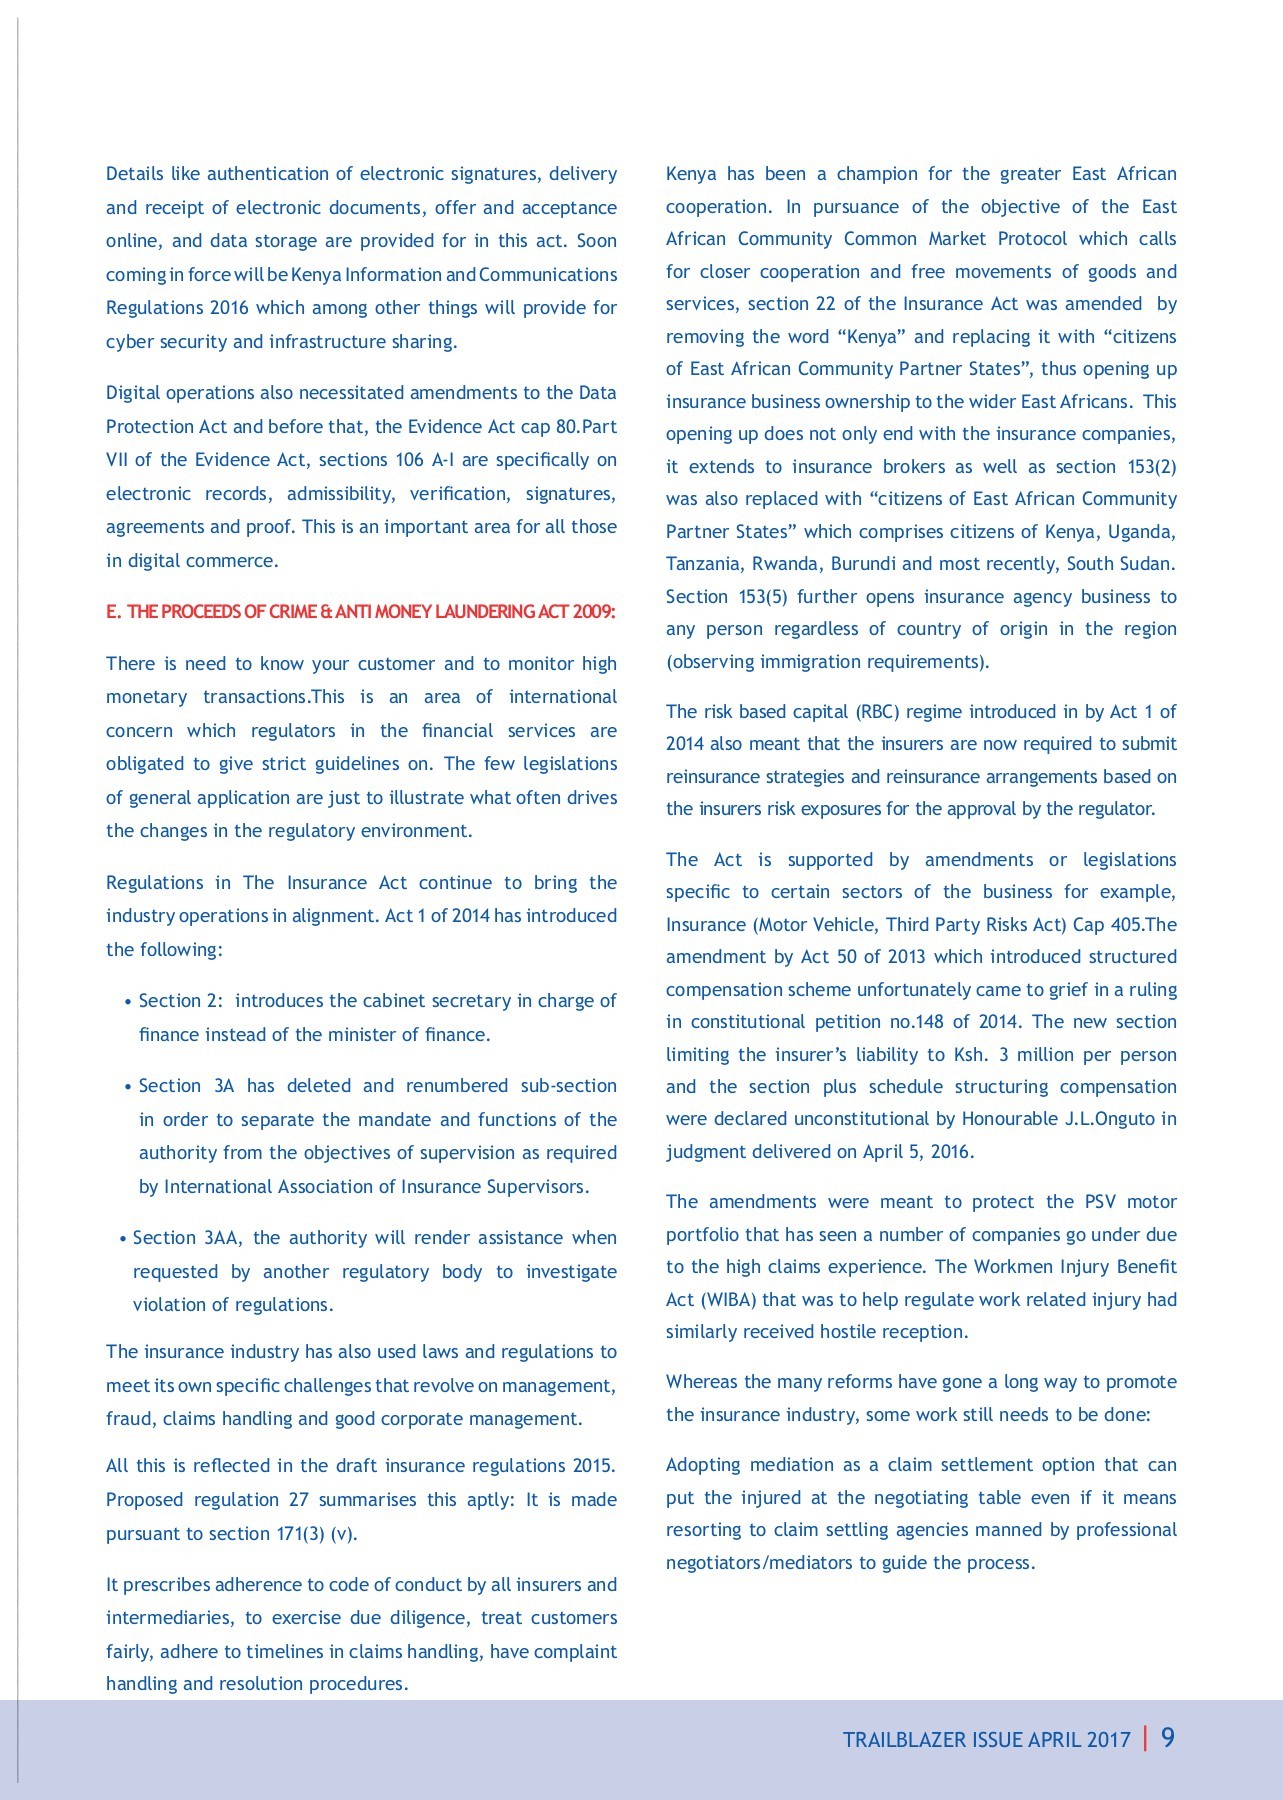 Details like authentication of electronic signatures, delivery
and receipt of electronic documents, offer and acceptance
online, and data storage are provided for in this act. Soon
coming in force will be Kenya Information and Communications
Regulations 2016 which among other things will provide for
cyber security and infrastructure sharing.
Digital operations also necessitated amendments to the Data
Protection Act and before that, the Evidence Act cap 80.Part
VII of the Evidence Act, sections 106 A-I are specifically on
electronic records, admissibility, verification, signatures,
agreements and proof. This is an important area for all those
in digital commerce.
E. THE PROCEEDS OF CRIME & ANTI MONEY LAUNDERING ACT 2009:
There is need to know your customer and to monitor high
monetary transactions.This is an area of international
concern which regulators in the financial services are
obligated to give strict guidelines on. The few legislations
of general application are just to illustrate what often drives
the changes in the regulatory environment.
Regulations in The Insurance Act continue to bring the
industry operations in alignment. Act 1 of 2014 has introduced
the following:
• Section 2:  introduces the cabinet secretary in charge of
finance instead of the minister of finance.
• Section 3A has deleted and renumbered sub-section
in order to separate the mandate and functions of the
authority from the objectives of supervision as required
by International Association of Insurance Supervisors.
• Section 3AA, the authority will render assistance when
requested by another regulatory body to investigate
violation of regulations.
The insurance industry has also used laws and regulations to
meet its own specific challenges that revolve on management,
fraud, claims handling and good corporate management.
All this is reflected in the draft insurance regulations 2015.
Proposed regulation 27 summarises this aptly: It is made
pursuant to section 171(3) (v).
It prescribes adherence to code of conduct by all insurers and
intermediaries, to exercise due diligence, treat customers
fairly, adhere to timelines in claims handling, have complaint
handling and resolution procedures.
Kenya has been a champion for the greater East African
cooperation. In pursuance of the objective of the East
African Community Common Market Protocol which calls
for closer cooperation and free movements of goods and
services, section 22 of the Insurance Act was amended  by
removing the word “Kenya” and replacing it with “citizens
of East African Community Partner States”, thus opening up
insurance business ownership to the wider East Africans.  This
opening up does not only end with the insurance companies,
it extends to insurance brokers as well as section 153(2)
was also replaced with “citizens of East African Community
Partner States” which comprises citizens of Kenya, Uganda,
Tanzania, Rwanda, Burundi and most recently, South Sudan.
Section 153(5) further opens insurance agency business to
any person regardless of country of origin in the region
(observing immigration requirements).
The risk based capital (RBC) regime introduced in by Act 1 of
2014 also meant that the insurers are now required to submit
reinsurance strategies and reinsurance arrangements based on
the insurers risk exposures for the approval by the regulator.
The Act is supported by amendments or legislations
specific to certain sectors of the business for example,
Insurance (Motor Vehicle, Third Party Risks Act) Cap 405.The
amendment by Act 50 of 2013 which introduced structured
compensation scheme unfortunately came to grief in a ruling
in constitutional petition no.148 of 2014. The new section
limiting the insurer’s liability to Ksh. 3 million per person
and the section plus schedule structuring compensation
were declared unconstitutional by Honourable J.L.Onguto in
judgment delivered on April 5, 2016.
The amendments were meant to protect the PSV motor
portfolio that has seen a number of companies go under due
to the high claims experience. The Workmen Injury Benefit
Act (WIBA) that was to help regulate work related injury had
similarly received hostile reception.
Whereas the many reforms have gone a long way to promote
the insurance industry, some work still needs to be done:
Adopting mediation as a claim settlement option that can
put the injured at the negotiating table even if it means
resorting to claim settling agencies manned by professional
negotiators/mediators to guide the process.
TRAILBLAZER ISSUE APRIL 2017 | 9